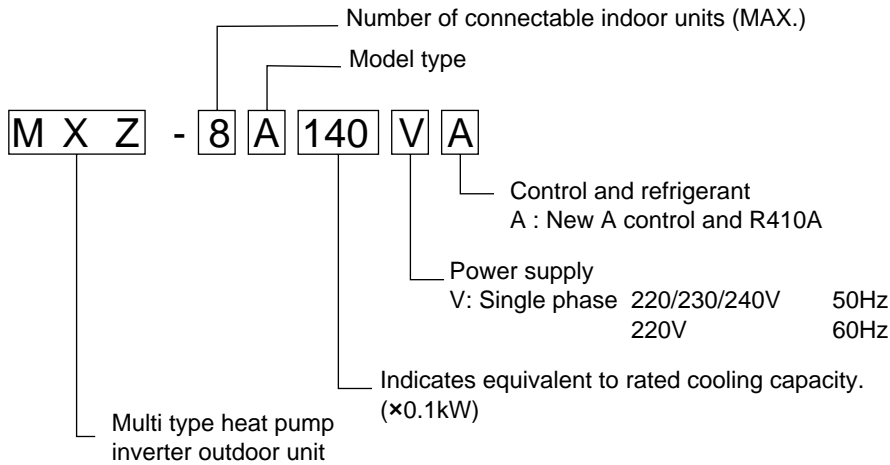 Number of connectable indoor units (MAX.)
Model type
M X Z - 8 A 140 V A
Control and refrigerant
A : New A control and R410A
Power supply
V: Single phase 220/230/240V 50Hz
220V 60Hz
Indicates equivalent to rated cooling capacity.
(×0.1kW)
Multi type heat pump
inverter outdoor unit